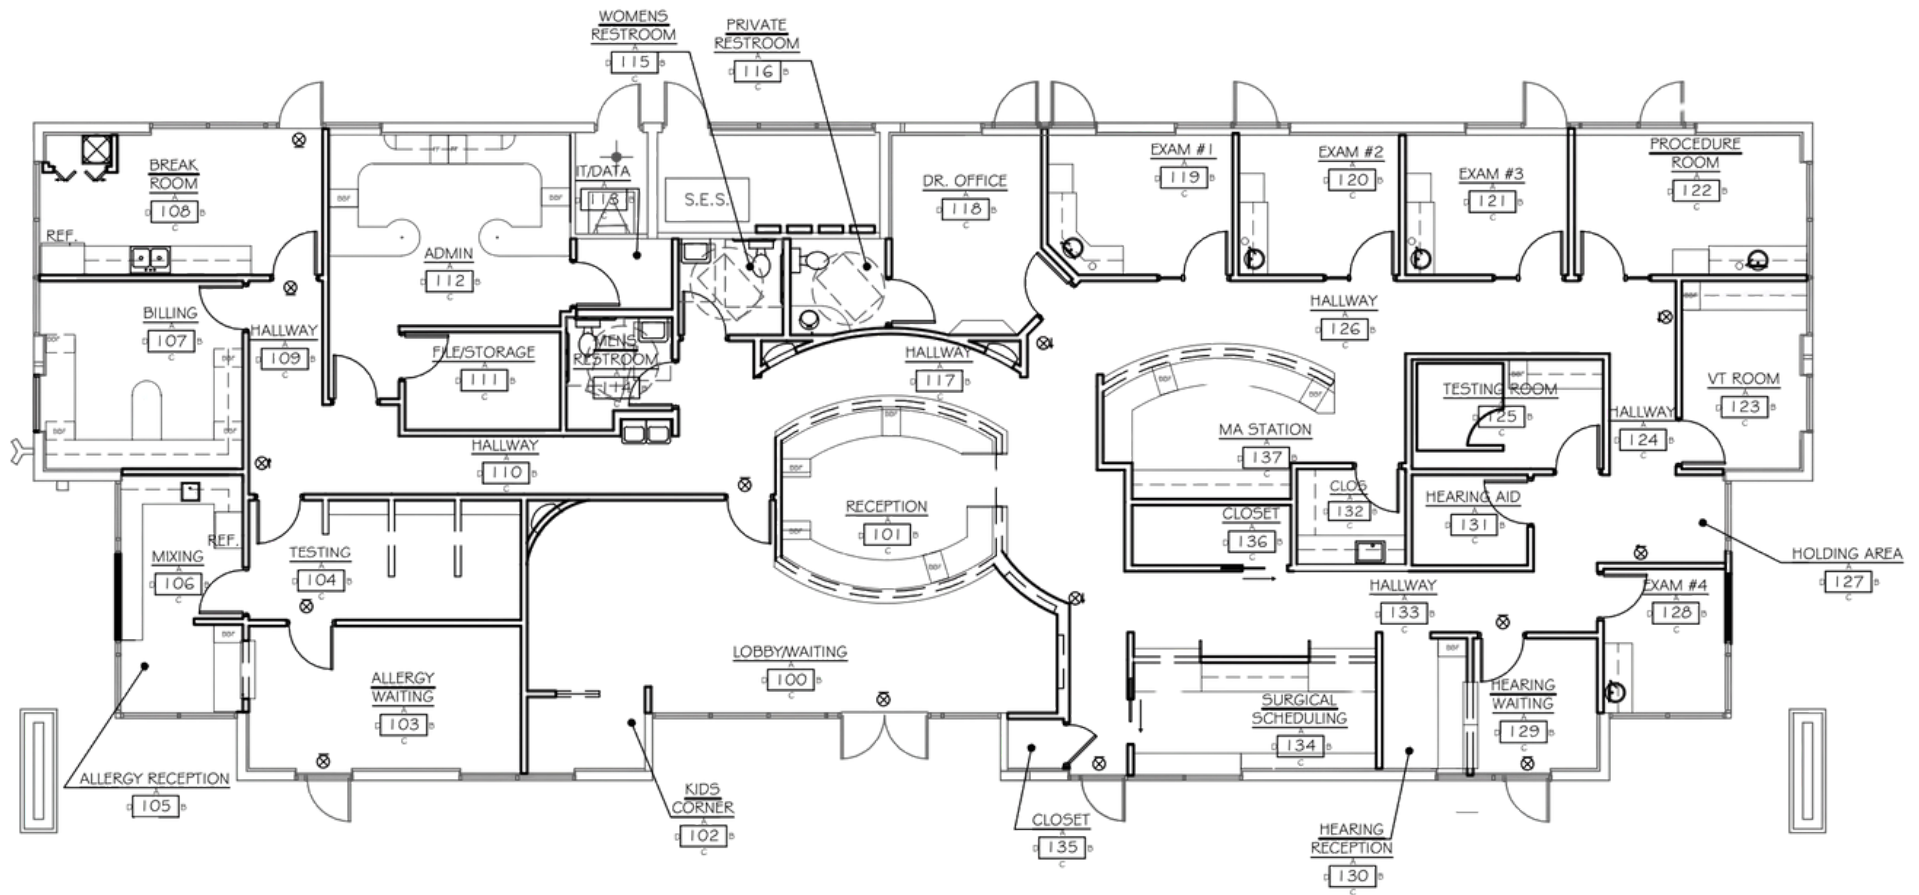 WOMENS
RESTROOM
A
D 115 B
PRIVATE
RESTROOM
A
D 116 B
C
BREAK
ROOM
A
D 108 B
C
REF.
ADMIN
A
D 112 B
C
IT/DATA
A
D 113 B
C
S.E.S.
DR. OFFICE
A
D 118 B
C
EXAM #1
A
D 119 B
C
EXAM #2
A
D 120 B
C
EXAM #3
A
D 121 B
C
PROCEDURE
ROOM
A
D 122 B
C
BILLING
A
D 107 B
C
HALLWAY
A
D 109 B
C
FILE/STORAGE
A
D 111 B
C
MENS
RESTROOM
A
114
C
HALLWAY
A
D 117 B
C
HALLWAY
A
D 126 B
C
TESTING ROOM
A
125 B
C
VT ROOM
A
D 123 B
C
HALLWAY
A
D 124 B
C
HALLWAY
A
D 110 B
C
MA STATION
A
D 137 B
C
RECEPTION
A
D 101 B
C
CLOS
A
D 132 B
C
HEARING AID
A
D 131 B
C
CLOSET
A
D 136 B
C
REF.
MIXING
A
D 106 B
C
TESTING
A
D 104 B
C
HOLDING AREA
A
D 127 B
C
HALLWAY
A
D 133 B
C
EXAM #4
A
D 128 B
C
LOBBY/WAITING
A
D 100 B
C
ALLERGY
WAITING
A
D 103 B
C
SURGICAL
SCHEDULING
A
D 134 B
C
HEARING
WAITING
A
D 129 B
C
ALLERGY RECEPTION
A
D 105 B
C
KIDS
CORNER
A
D 102 B
C
CLOSET
A
D 135 B
C
HEARING
RECEPTION
A
D 130 B
C